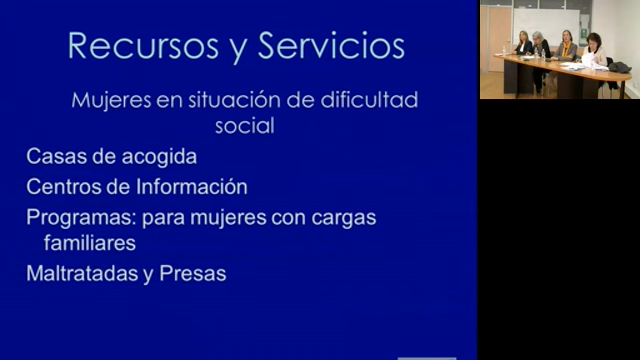 Recursos y Servicios
Mujeres en situación de dificultad
social
Casas de acogida
Centros de Información
Programas: para mujeres con cargas
familiares
Maltratadas y Presas